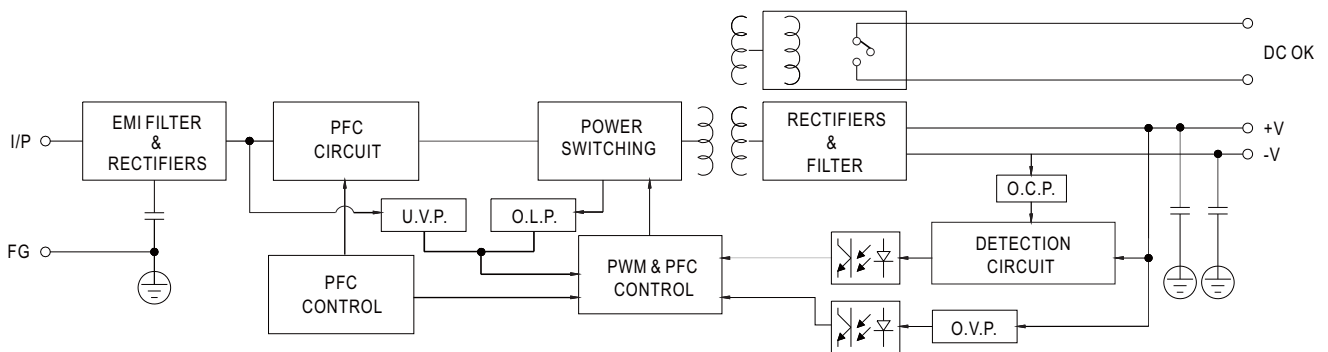 DC OK
I/P
EMI FILTER
&
RECTIFIERS
PFC
CIRCUIT
POWER
SWITCHING
RECTIFIERS
&
FILTER
+V
-V
O.C.P.
U.V.P.
O.L.P.
FG
DETECTION
CIRCUIT
PFC
CONTROL
PWM & PFC
CONTROL
O.V.P.